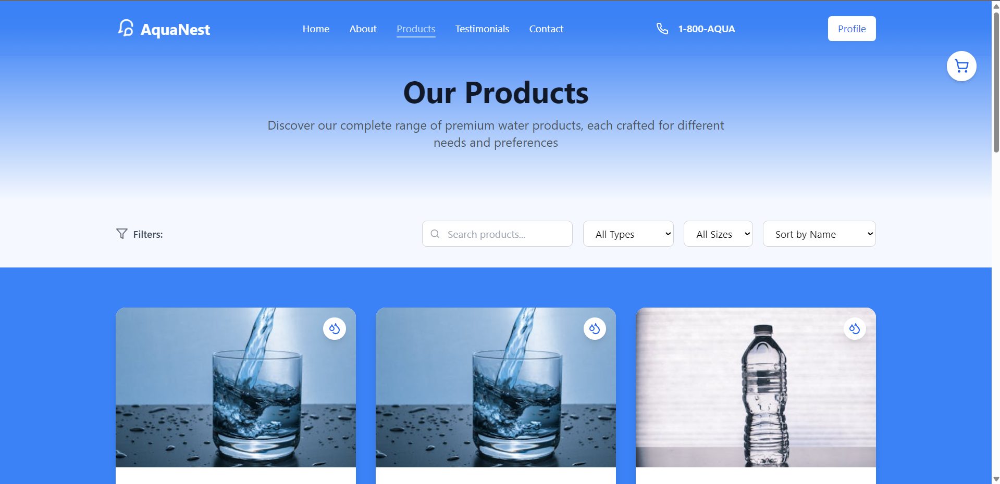 AquaNest
Home
About
Products
Testimonials
Contact
1-800-AQUA
Profile
Our Products
Discover our complete range of premium water products, each crafted for different
needs and preferences
Filters:
Search products...
All Types
All Sizes
Sort by Name